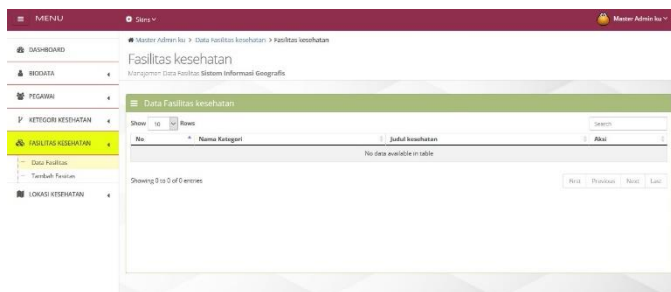 MENU
Skins
Master Admin ku
Master Admin ku > Data Fasilitas kesehatan > Fasilitas kesehatan
DASHBOARD
Fasilitas kesehatan
Manajemen Data Fasilitas Sistem Informasi Geografis
BIODATA
PEGAWAI
Data Fasilitas kesehatan
KETEGORI KESEHATAN
Show 10 Rows
Search
FASILITAS KESEHATAN
No Nama Kategori Judul kesehatan Aksi
No data available in table
Data Fasilitas
Tambah Fasilitas
Showing 0 to 0 of 0 entries
First Previous Next Last
LOKASI KESEHATAN